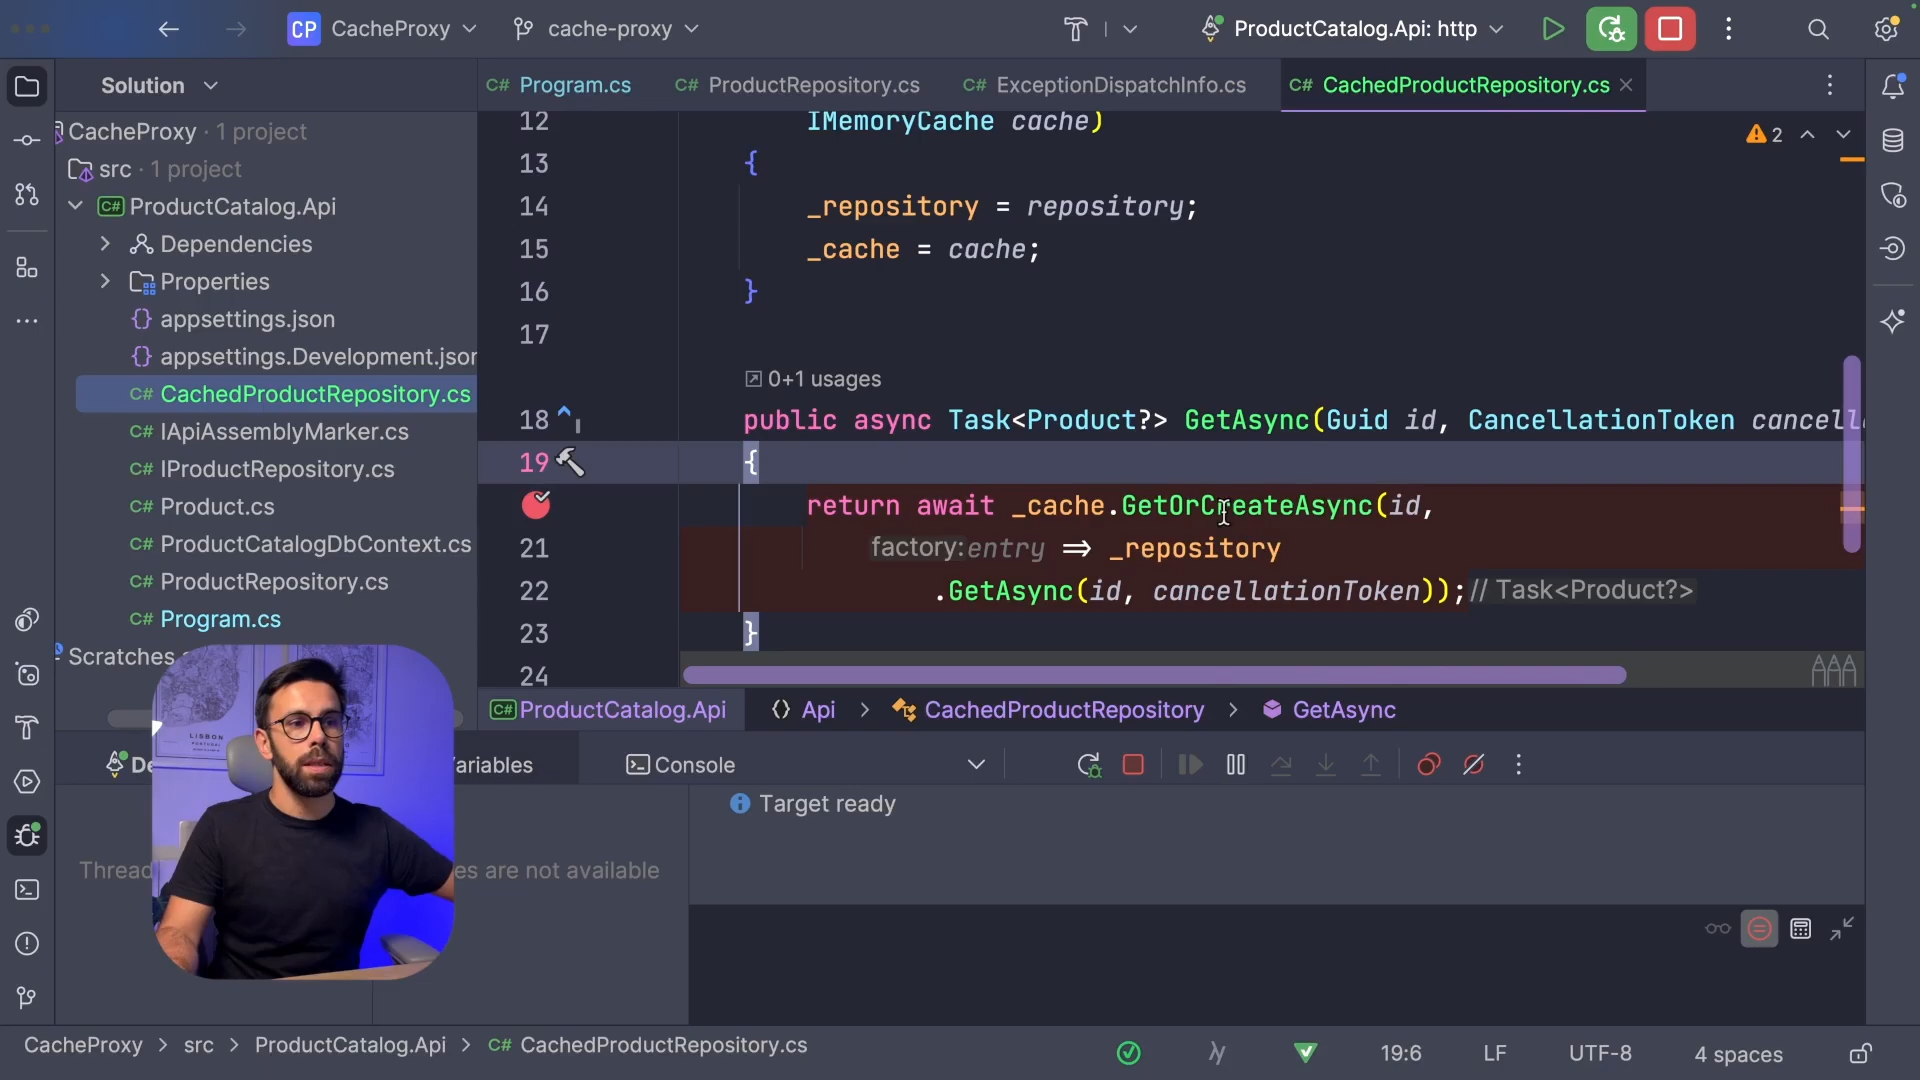 CP CacheProxy
cache-proxy
ProductCatalog.Api: http
Solution
C# Program.cs
C# ProductRepository.cs
C# ExceptionDispatchInfo.cs
C# CachedProductRepository.cs
CacheProxy · 1 project
src · 1 project
C# ProductCatalog.Api
Dependencies
Properties
{} appsettings.json
{} appsettings.Development.json
C# CachedProductRepository.cs
C# IApiAssemblyMarker.cs
C# IProductRepository.cs
C# Product.cs
C# ProductCatalogDbContext.cs
C# ProductRepository.cs
C# Program.cs
Scratches
2
12 IMemoryCache cache)
13 {
14 _repository = repository;
15 _cache = cache;
16 }
17
0+1 usages
18 public async Task<Product?> GetAsync(Guid id, CancellationToken cancell
19 {
return await _cache.GetOrCreateAsync(id,
21 factory: entry => _repository
22 .GetAsync(id, cancellationToken)); // Task<Product?>
23 }
24
C# ProductCatalog.Api
Api > CachedProductRepository > GetAsync
De
ariables
Console
Target ready
Thread
es are not available
LISBON
PORTUGAL
CacheProxy > src > ProductCatalog.Api > C# CachedProductRepository.cs
19:6
LF
UTF-8
4 spaces